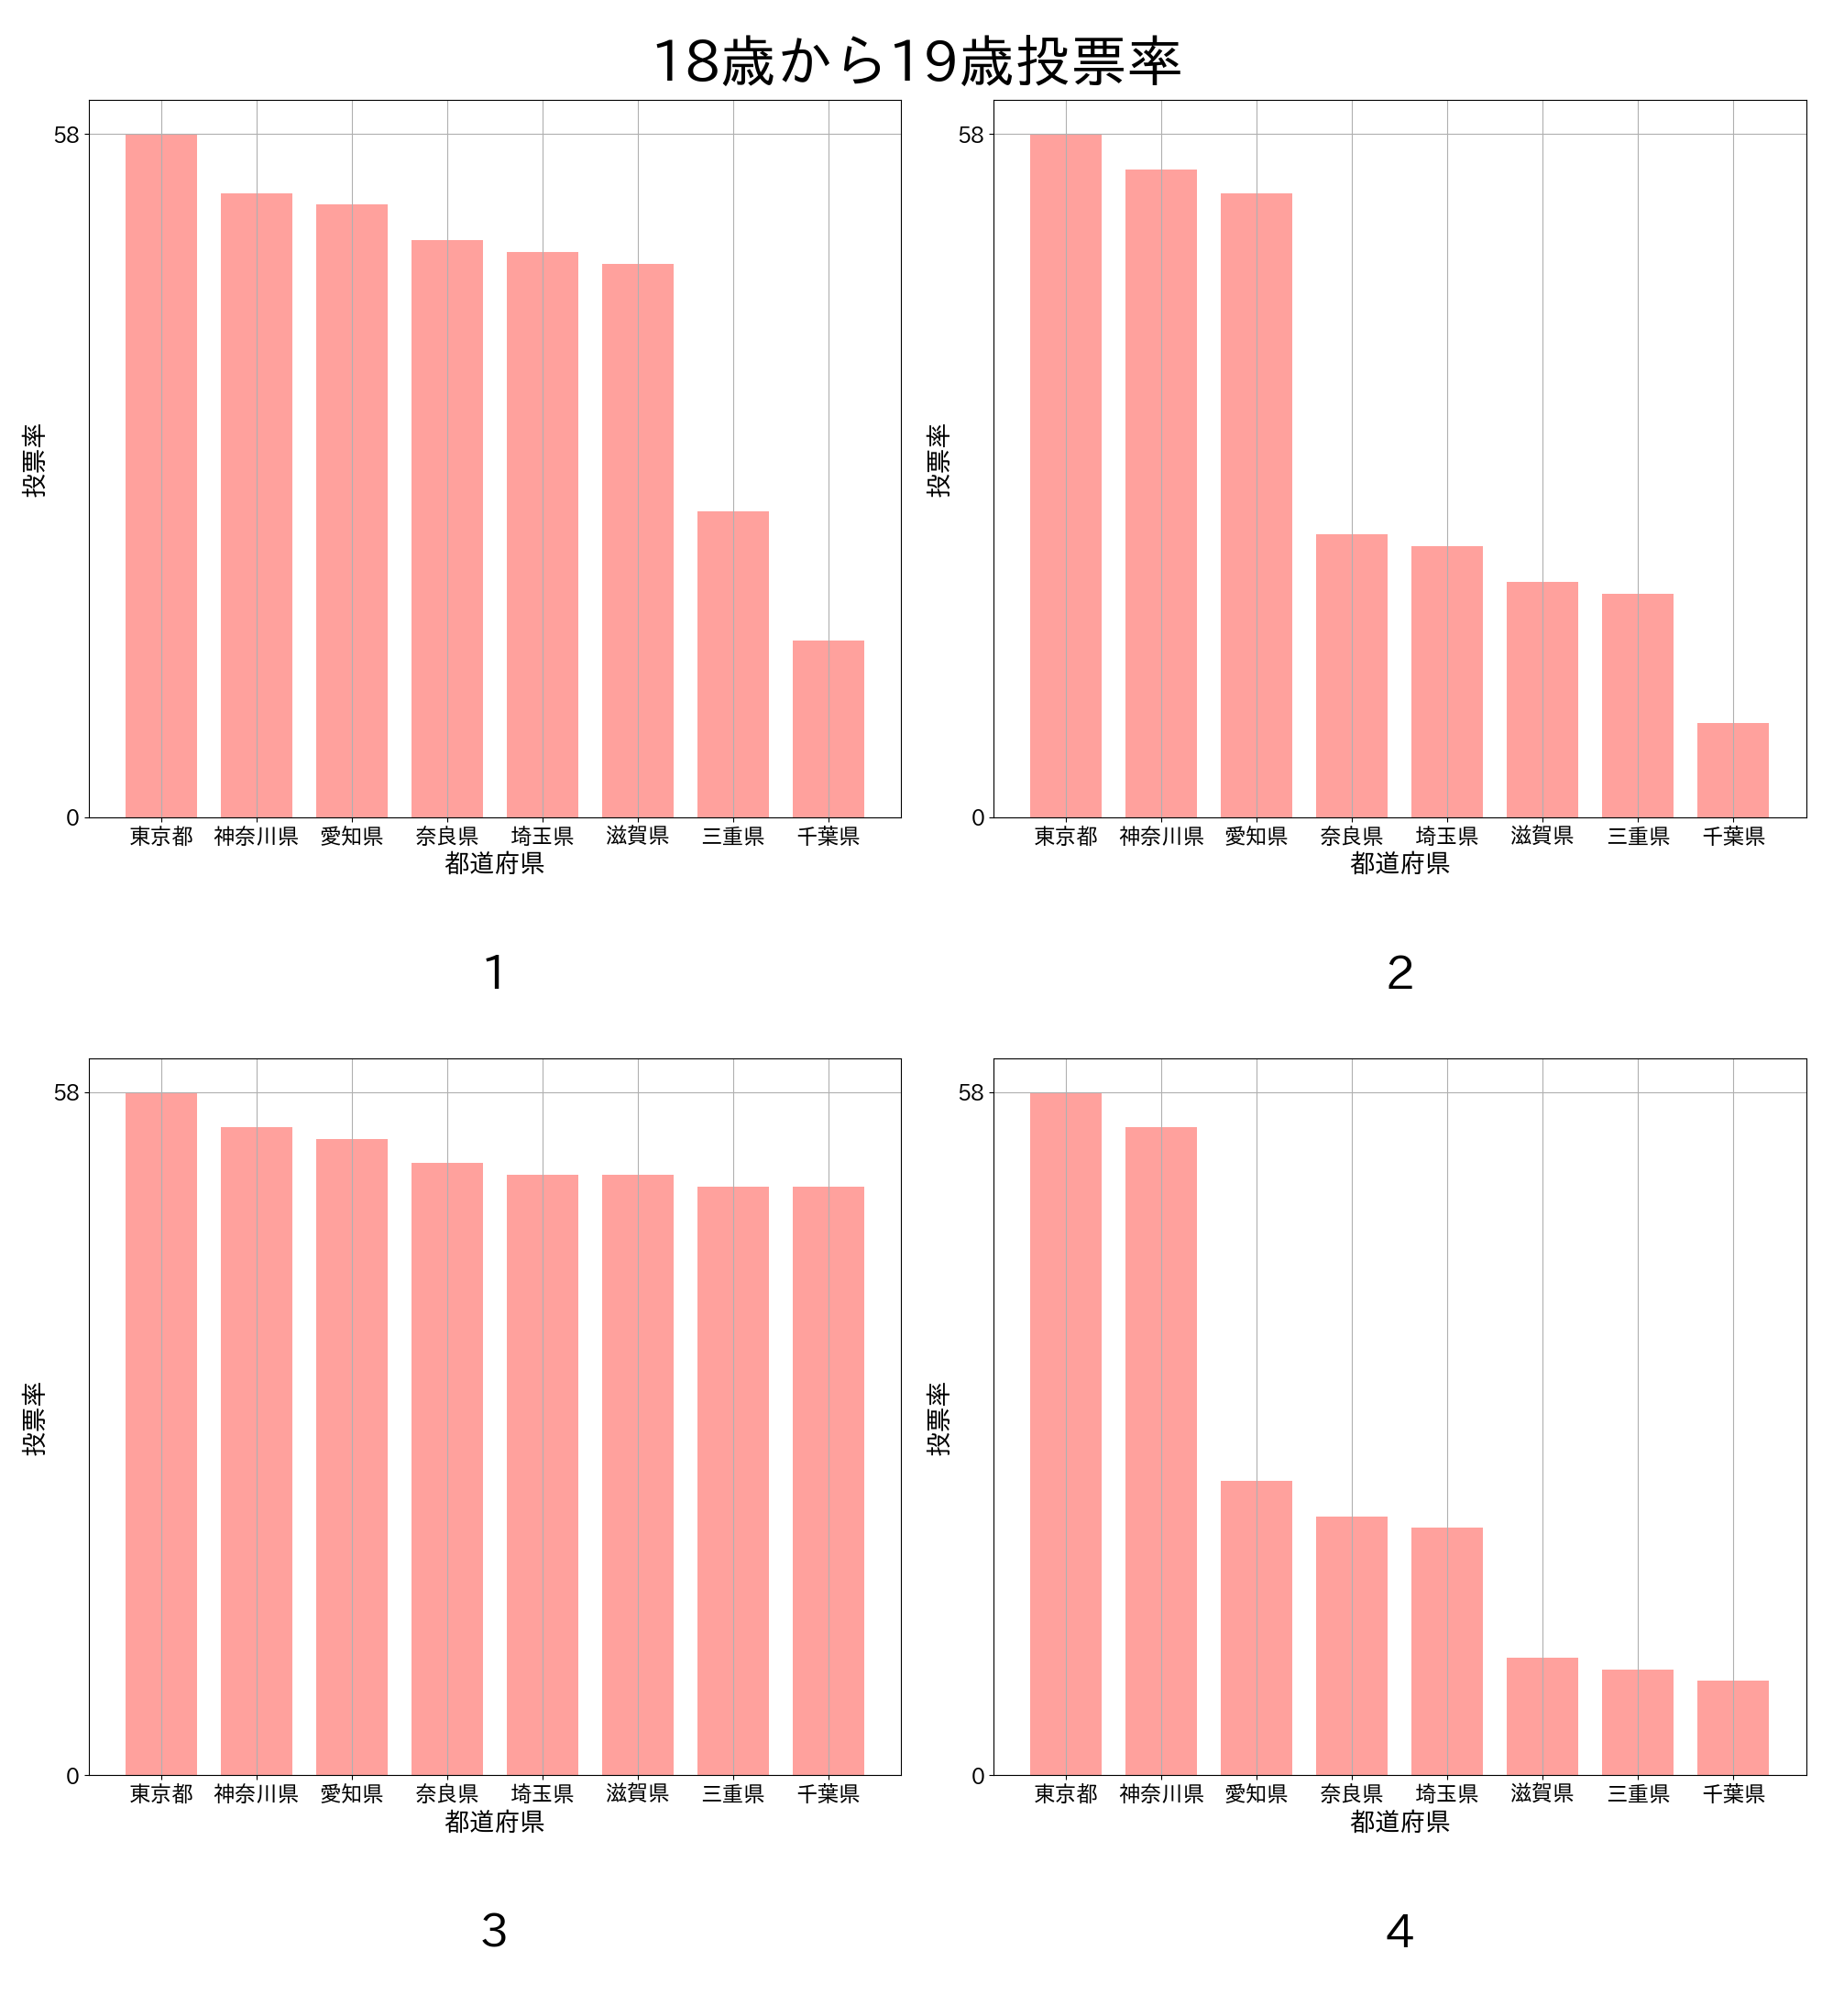 18歳から19歳投票率
58
投票率
0
東京都 神奈川県 愛知県 奈良県 埼玉県 滋賀県 三重県 千葉県
都道府県
1
58
投票率
0
東京都 神奈川県 愛知県 奈良県 埼玉県 滋賀県 三重県 千葉県
都道府県
2
58
投票率
0
東京都 神奈川県 愛知県 奈良県 埼玉県 滋賀県 三重県 千葉県
都道府県
3
58
投票率
0
東京都 神奈川県 愛知県 奈良県 埼玉県 滋賀県 三重県 千葉県
都道府県
4